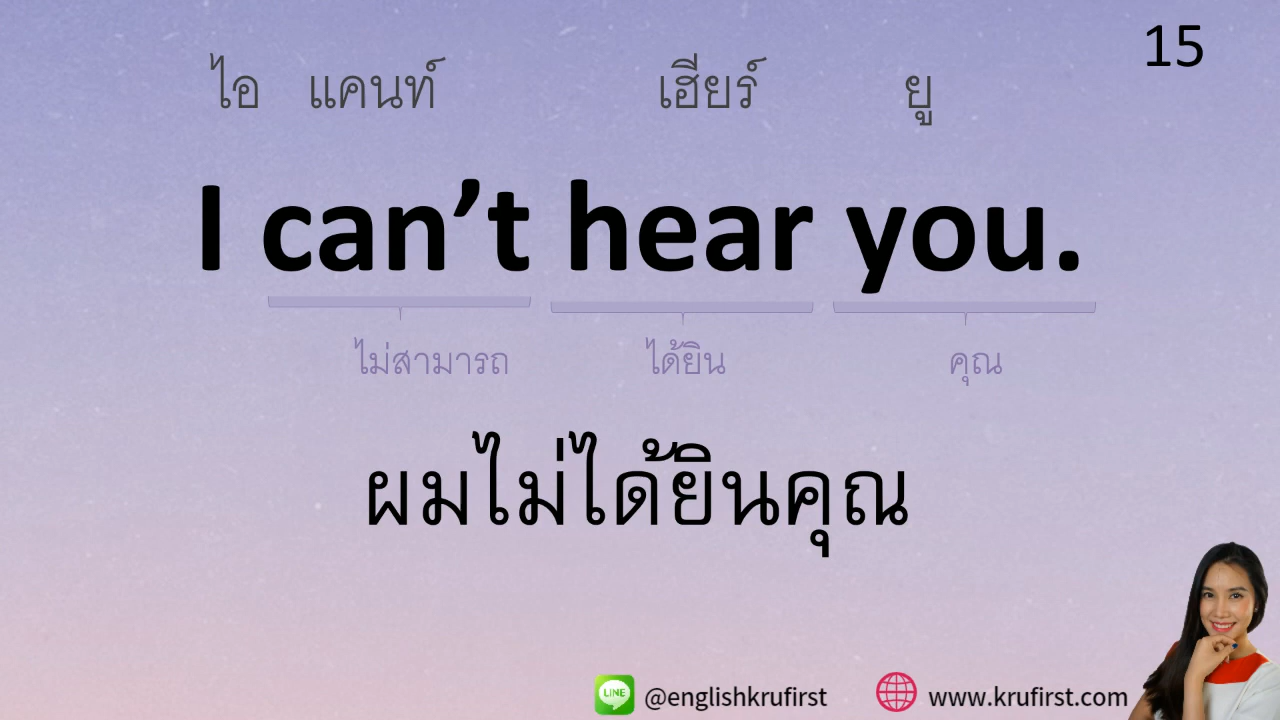 15
ไอ แคนท์ เฮียร์ ยู
I can’t hear you.
ไม่สามารถ ได้ยิน คุณ
ผมไม่ได้ยินคุณ
LINE @englishkrufirst www.krufirst.com